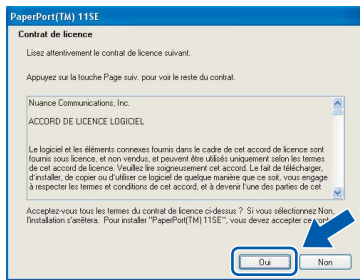 PaperPort(TM) 11SE
Contrat de licence
Lisez attentivement le contrat de licence suivant.
Appuyez sur la touche Page suiv. pour voir le reste du contrat.
Nuance Communications, Inc.
ACCORD DE LICENCE LOGICIEL
Le logiciel et les éléments connexes fournis dans le cadre de cet accord de licence sont
fournis sous licence, et non vendus, et peuvent être utilisés uniquement selon les termes
de cet accord de licence. Veuillez lire soigneusement cet accord. Le fait de télécharger,
d'installer, de copier ou d'utiliser ce logiciel de quelque manière que ce soit, vous engage
à respecter les termes et conditions de cet accord, et à devenir l'une des parties de cet
Acceptez-vous tous les termes du contrat de licence ci-dessus ? Si vous sélectionnez Non,
l'installation s'arrêtera. Pour installer "PaperPort(TM) 11SE", vous devez accepter ce
Oui
Non